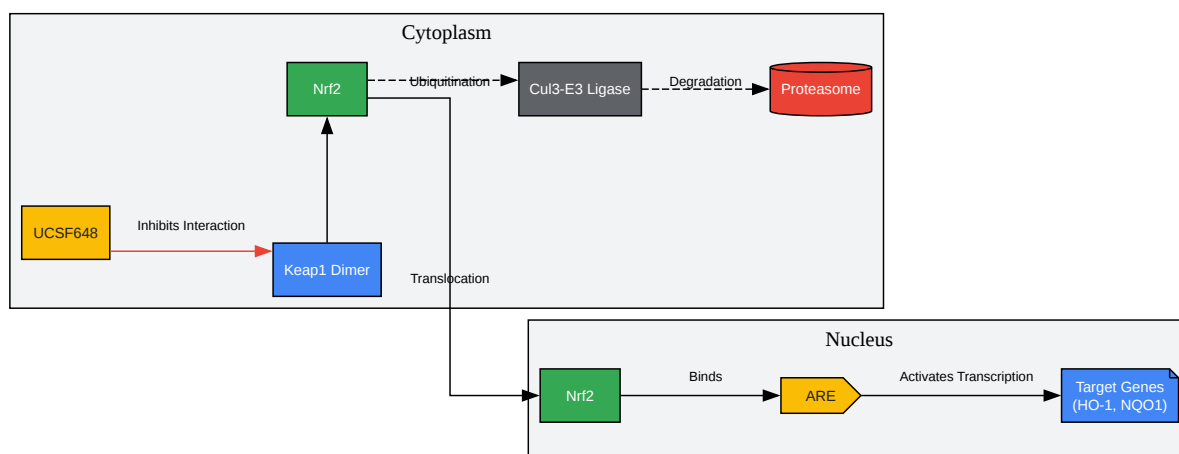 Cytoplasm
Nrf2
Ubiquitination
Cul3-E3 Ligase
Degradation
Proteasome
UCSF648
Inhibits Interaction
Keap1 Dimer
Translocation
Nucleus
Nrf2
Binds
ARE
Activates Transcription
Target Genes
(HO-1, NQO1)